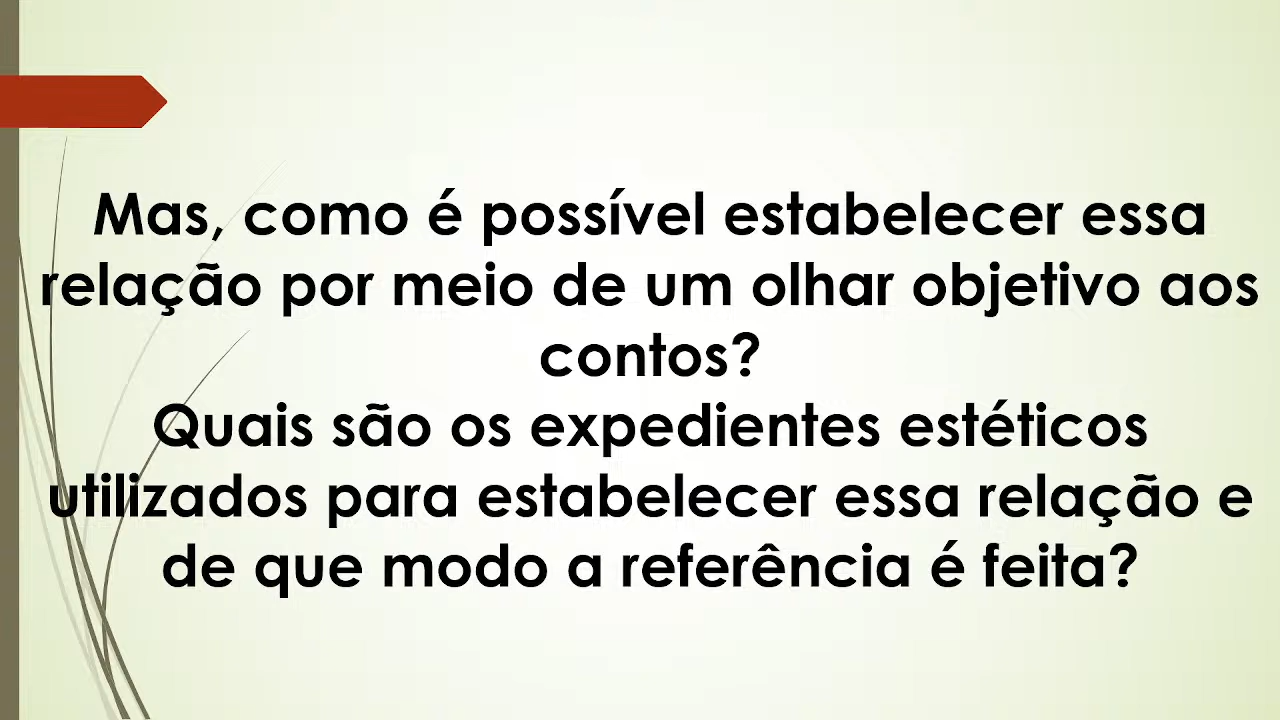 Mas, como é possível estabelecer essa
relação por meio de um olhar objetivo aos
contos?
Quais são os expedientes estéticos
utilizados para estabelecer essa relação e
de que modo a referência é feita?